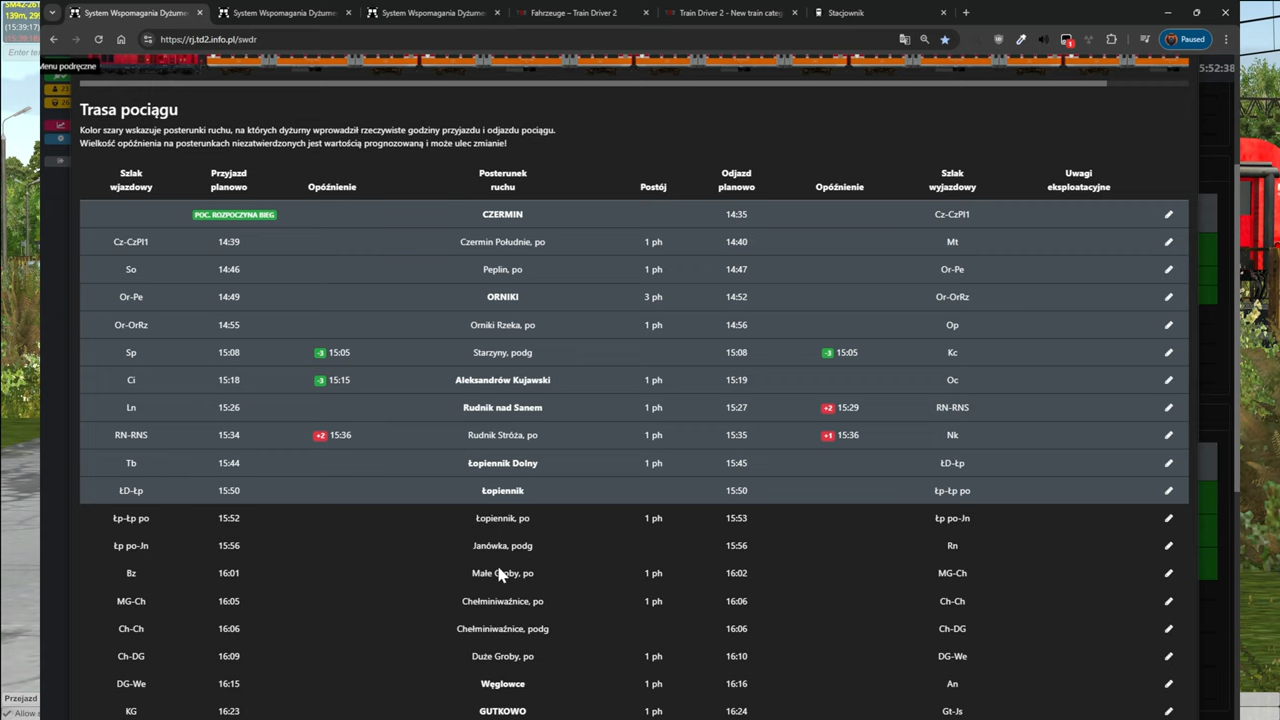 System Wspomagania Dyżurne
System Wspomagania Dyżurne
System Wspomagania Dyżurne
Fahrzeuge – Train Driver 2
Stacjownik
https://rj.td2.info.pl/swdr
Paused
Menu podręczne
5:52:38
139m, 299
(15:39:17)
Enter te
Trasa pociągu
Kolor szary wskazuje posterunki ruchu, na których dyżurny wprowadził rzeczywiste godziny przyjazdu i odjazdu pociągu.
Wielkość opóźnienia na posterunkach niezatwierdzonych jest wartością prognozowaną i może ulec zmianie!
Szlak wjazdowy Przyjazd planowo Opóźnienie Posterunek ruchu Postój Odjazd planowo Opóźnienie Szlak wyjazdowy Uwagi eksploatacyjne
POC. ROZPOCZYNA BIEG CZERMIN 14:35 Cz-CzPl1
Cz-CzPl1 14:39 Czermin Południe, po 1 ph 14:40 Mt
So 14:46 Peplin, po 1 ph 14:47 Or-Pe
Or-Pe 14:49 ORNIKI 3 ph 14:52 Or-OrRz
Or-OrRz 14:55 Orniki Rzeka, po 1 ph 14:56 Op
Sp 15:08 -3 15:05 Starzyny, podg 15:08 -3 15:05 Kc
Ci 15:18 -3 15:15 Aleksandrów Kujawski 1 ph 15:19 Oc
Ln 15:26 Rudnik nad Sanem 1 ph 15:27 +2 15:29 RN-RNS
RN-RNS 15:34 +2 15:36 Rudnik Stróża, po 1 ph 15:35 +1 15:36 Nk
Tb 15:44 Łopiennik Dolny 1 ph 15:45 ŁD-Łp
ŁD-Łp 15:50 Łopiennik 15:50 Łp-Łp po
Łp-Łp po 15:52 Łopiennik, po 1 ph 15:53 Łp po-Jn
Łp po-Jn 15:56 Janówka, podg 15:56 Rn
Bz 16:01 Małe Groby, po 1 ph 16:02 MG-Ch
MG-Ch 16:05 Chełminiwaźnice, po 1 ph 16:06 Ch-Ch
Ch-Ch 16:06 Chełminiwaźnice, podg 16:06 Ch-DG
Ch-DG 16:09 Duże Groby, po 1 ph 16:10 DG-We
DG-We 16:15 Węglowce 1 ph 16:16 An
KG 16:23 GUTKOWO 1 ph 16:24 Gt-Js
Przejazd
Allow s